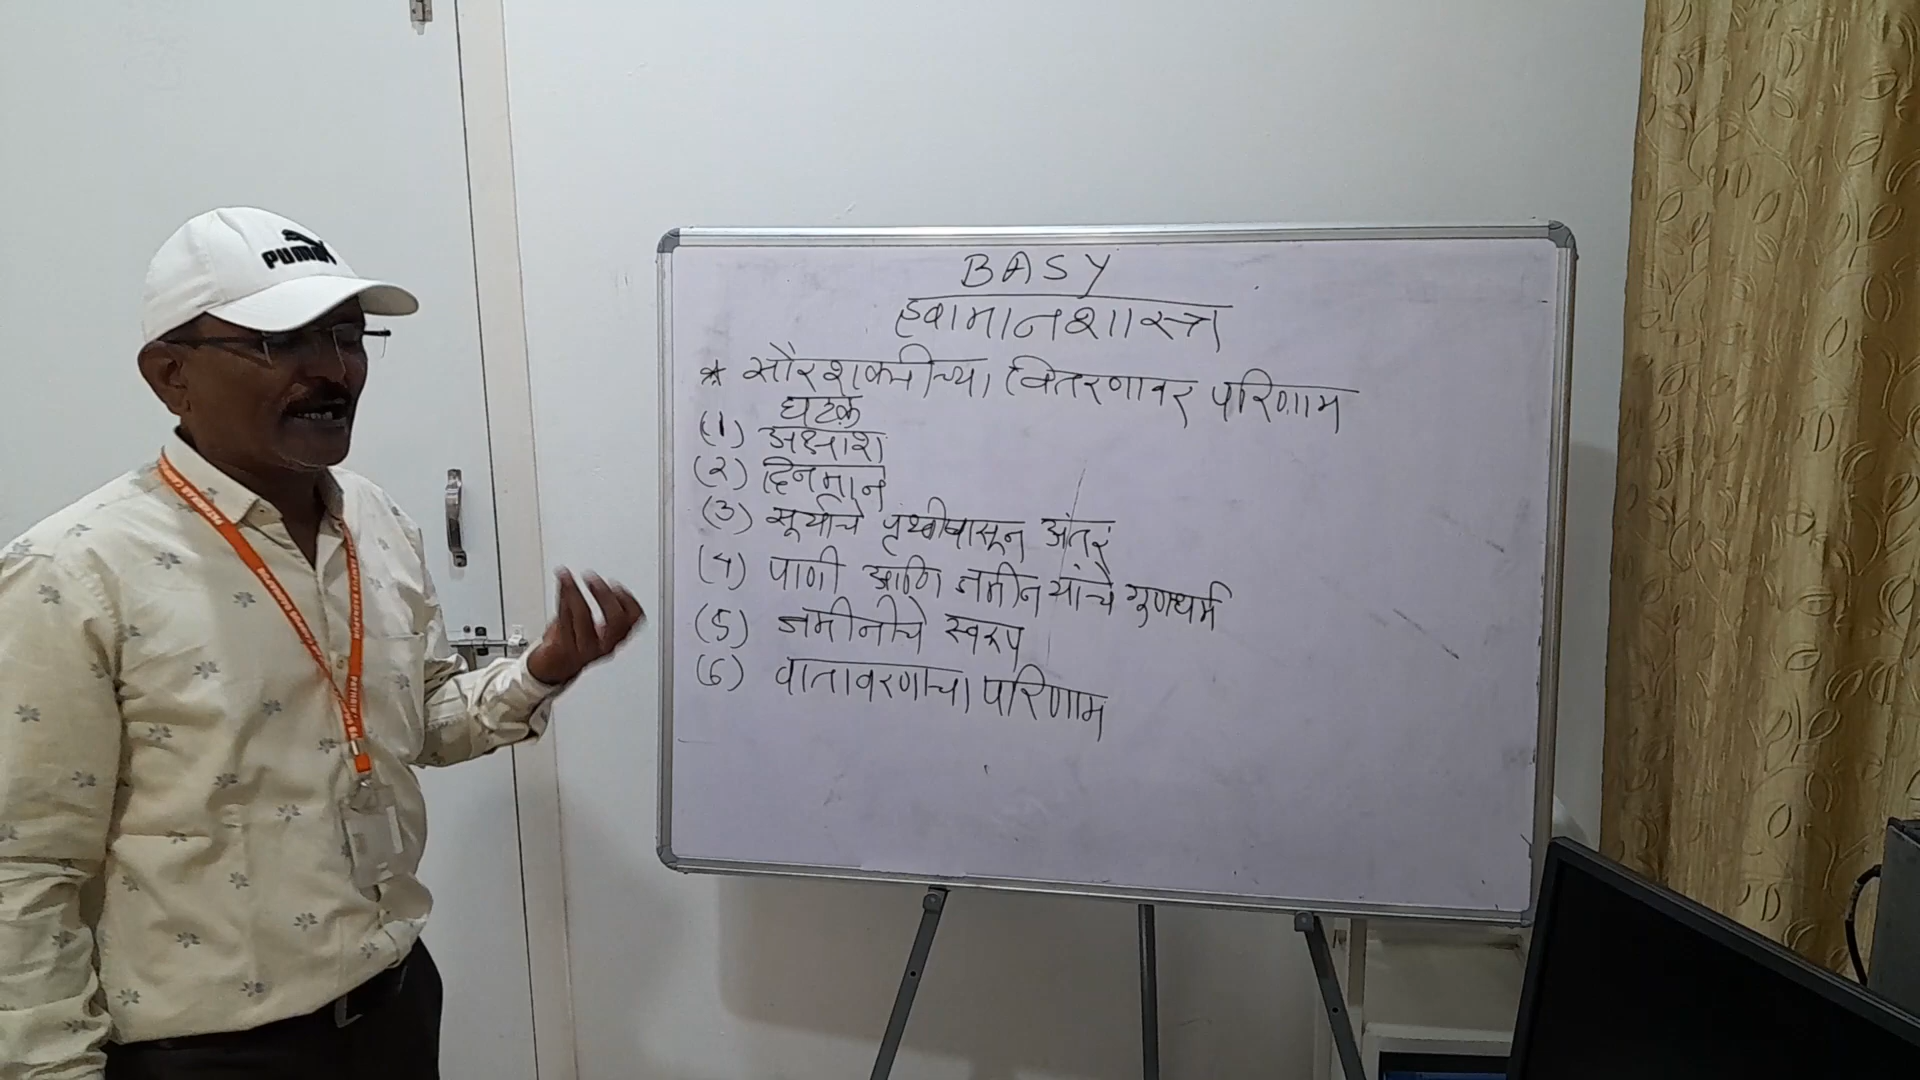 PUMA
BASY
हवामानशास्त्र
* सौरशक्तीच्या वितरणावर परिणाम
घटक
(1) अक्षांश
(२) दिनमान
(3) सूर्याचे पृथ्वीपासून अंतर
(4) पाणी आणि जमीन यांचे गुणधर्म
(5) जमीनीचे स्वरूप
(6) वातावरणाचा परिणाम